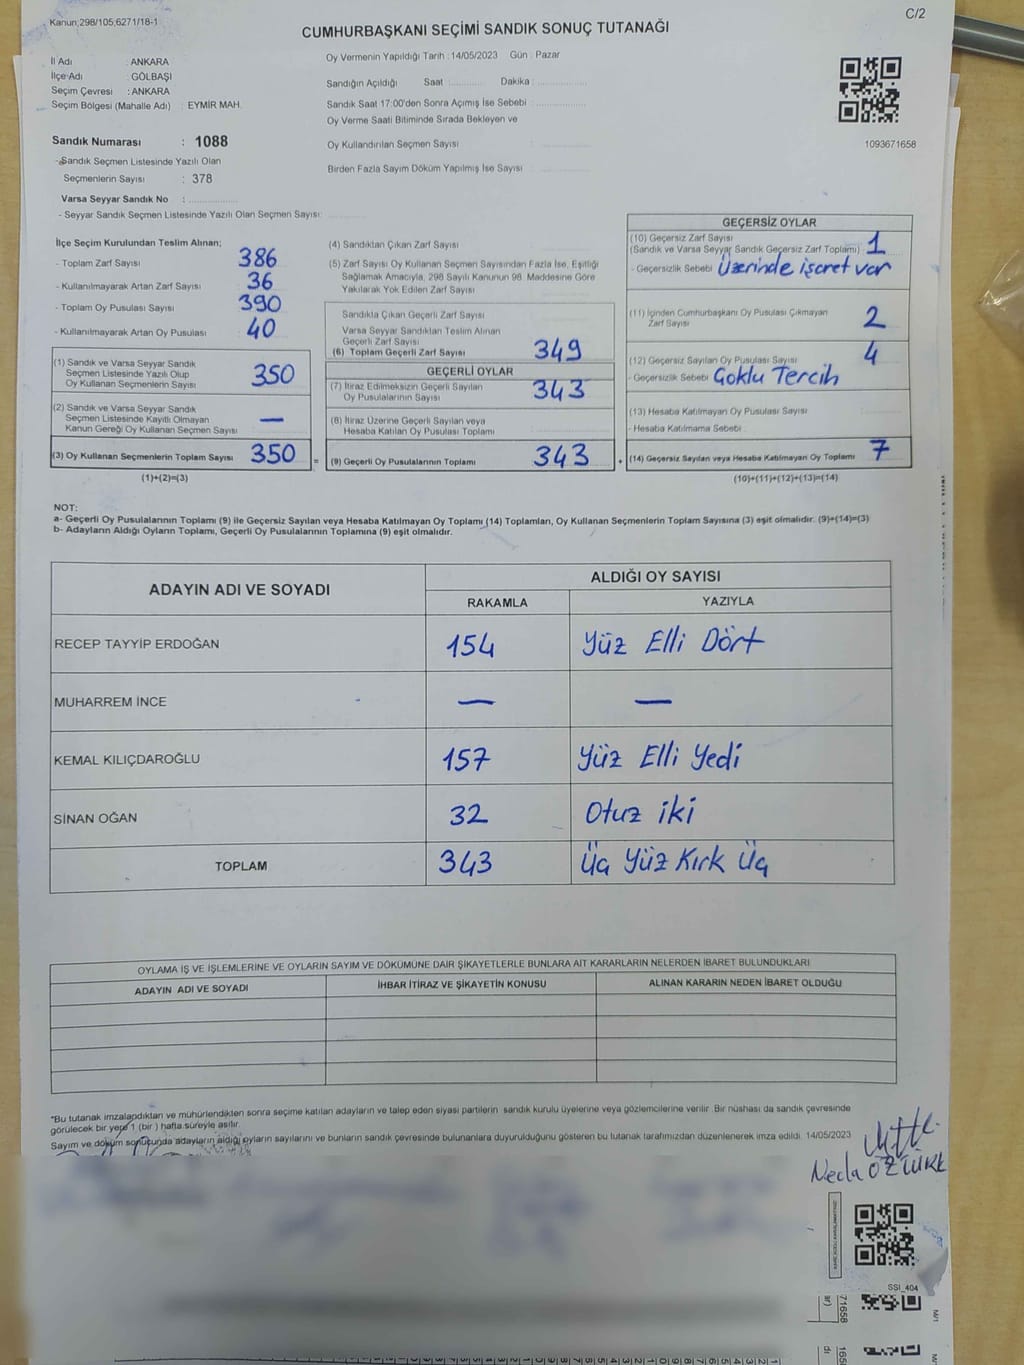 Kanun;298/105;6271/18-1
C/2
CUMHURBAŞKANI SEÇİMİ SANDIK SONUÇ TUTANAĞI
İl Adı : ANKARA
İlçe Adı : GÖLBAŞI
Seçim Çevresi : ANKARA
Seçim Bölgesi (Mahalle Adı) : EYMİR MAH.
Sandık Numarası : 1088
- Sandık Seçmen Listesinde Yazılı Olan
Seçmenlerin Sayısı : 378
Varsa Seyyar Sandık No : ...............
- Seyyar Sandık Seçmen Listesinde Yazılı Olan Seçmen Sayısı: ............
Oy Vermenin Yapıldığı Tarih : 14/05/2023 Gün : Pazar
Sandığın Açıldığı Saat ........... Dakika : ...................
Sandık Saat 17:00'den Sonra Açımış İse Sebebi : ................
Oy Verme Saati Bitiminde Sırada Bekleyen ve
Oy Kullandırılan Seçmen Sayısı :
Birden Fazla Sayım Döküm Yapılmış İse Sayısı :
1093671658
İlçe Seçim Kurulundan Teslim Alınan;
- Toplam Zarf Sayısı 386
- Kullanılmayarak Artan Zarf Sayısı : 36
- Toplam Oy Pusulası Sayısı 390
- Kullanılmayarak Artan Oy Pusulası : 40
(1) Sandık ve Varsa Seyyar Sandık
Seçmen Listesinde Yazılı Olup
Oy Kullanan Seçmenlerin Sayısı 350
(2) Sandık ve Varsa Seyyar Sandık
Seçmen Listesinde Kayıtlı Olmayan
Kanun Gereği Oy Kullanan Seçmen Sayısı —
(3) Oy Kullanan Seçmenlerin Toplam Sayısı 350
(1)+(2)=(3)
(4) Sandıktan Çıkan Zarf Sayısı :
(5) Zarf Sayısı Oy Kullanan Seçmen Sayısından Fazla İse, Eşitliği
Sağlamak Amacıyla, 298 Sayılı Kanunun 98. Maddesine Göre
Yakılarak Yok Edilen Zarf Sayısı :
Sandıkta Çıkan Geçerli Zarf Sayısı :
Varsa Seyyar Sandıktan Teslim Alınan
Geçerli Zarf Sayısı :
(6) Toplam Geçerli Zarf Sayısı 349
GEÇERLİ OYLAR
(7) İtiraz Edilmeksizin Geçerli Sayılan
Oy Pusulalarının Sayısı 343
(8) İtiraz Üzerine Geçerli Sayılan veya
Hesaba Katılan Oy Pusulası Toplamı :
= (9) Geçerli Oy Pusulalarının Toplamı 343 +
GEÇERSİZ OYLAR
(10) Geçersiz Zarf Sayısı
(Sandık ve Varsa Seyyar Sandık Geçersiz Zarf Toplamı) : 1
- Geçersizlik Sebebi : Üzerinde işaret var
(11) İçinden Cumhurbaşkanı Oy Pusulası Çıkmayan
Zarf Sayısı 2
(12) Geçersiz Sayılan Oy Pusulası Sayısı : 4
- Geçersizlik Sebebi Çoklu Tercih
(13) Hesaba Katılmayan Oy Pusulası Sayısı :
- Hesaba Katılmama Sebebi :
(14) Geçersiz Sayılan veya Hesaba Katılmayan Oy Toplamı 7
(10)+(11)+(12)+(13)=(14)
NOT:
a- Geçerli Oy Pusulalarının Toplamı (9) ile Geçersiz Sayılan veya Hesaba Katılmayan Oy Toplamı (14) Toplamları, Oy Kullanan Seçmenlerin Toplam Sayısına (3) eşit olmalıdır. (9)+(14)=(3)
b- Adayların Aldığı Oyların Toplamı, Geçerli Oy Pusulalarının Toplamına (9) eşit olmalıdır.
ADAYIN ADI VE SOYADI
ALDIĞI OY SAYISI
RAKAMLA YAZIYLA
RECEP TAYYİP ERDOĞAN 154 Yüz Elli Dört
MUHARREM İNCE — —
KEMAL KILIÇDAROĞLU 157 Yüz Elli Yedi
SİNAN OĞAN 32 Otuz iki
TOPLAM 343 Üç Yüz Kırk Üç
OYLAMA İŞ VE İŞLEMLERİNE VE OYLARIN SAYIM VE DÖKÜMÜNE DAİR ŞİKAYETLERLE BUNLARA AİT KARARLARIN NELERDEN İBARET BULUNDUKLARI
ADAYIN ADI VE SOYADI İHBAR İTİRAZ VE ŞİKAYETİN KONUSU ALINAN KARARIN NEDEN İBARET OLDUĞU
*Bu tutanak imzalandıktan ve mühürlendikten sonra seçime katılan adayların ve talep eden siyasi partilerin sandık kurulu üyelerine veya gözlemcilerine verilir. Bir nüshası da sandık çevresinde
görülecek bir yere 1 (bir) hafta süreyle asılır.
Sayım ve döküm sonucunda adayların aldığı oyların sayılarını ve bunların sandık çevresinde bulunanlara duyurulduğunu gösteren bu tutanak tarafımızdan düzenlenerek imza edildi. 14/05/2023
Necla ÖZTÜRK
SSI_404
71658